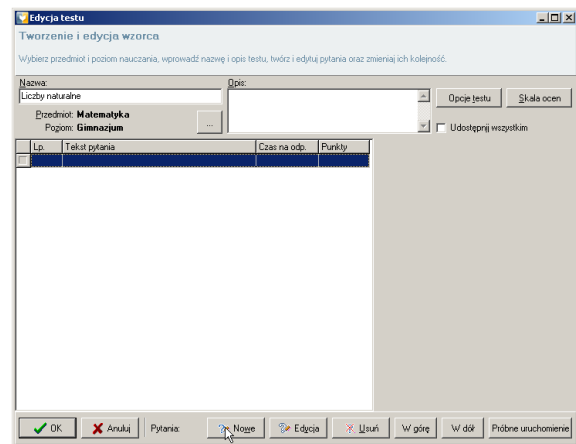 Edycja testu
Tworzenie i edycja wzorca
Wybierz przedmiot i poziom nauczania, wprowadź nazwę i opis testu, twórz i edytuj pytania oraz zmieniaj ich kolejność.
Nazwa: Opis:
Liczby naturalne
Opcje testu Skala ocen
Przedmiot: Matematyka
Poziom: Gimnazjum ... Udostępnij wszystkim
Lp. Tekst pytania Czas na odp. Punkty
OK Anuluj Pytania: Nowe Edycja Usuń W górę W dół Próbne uruchomienie